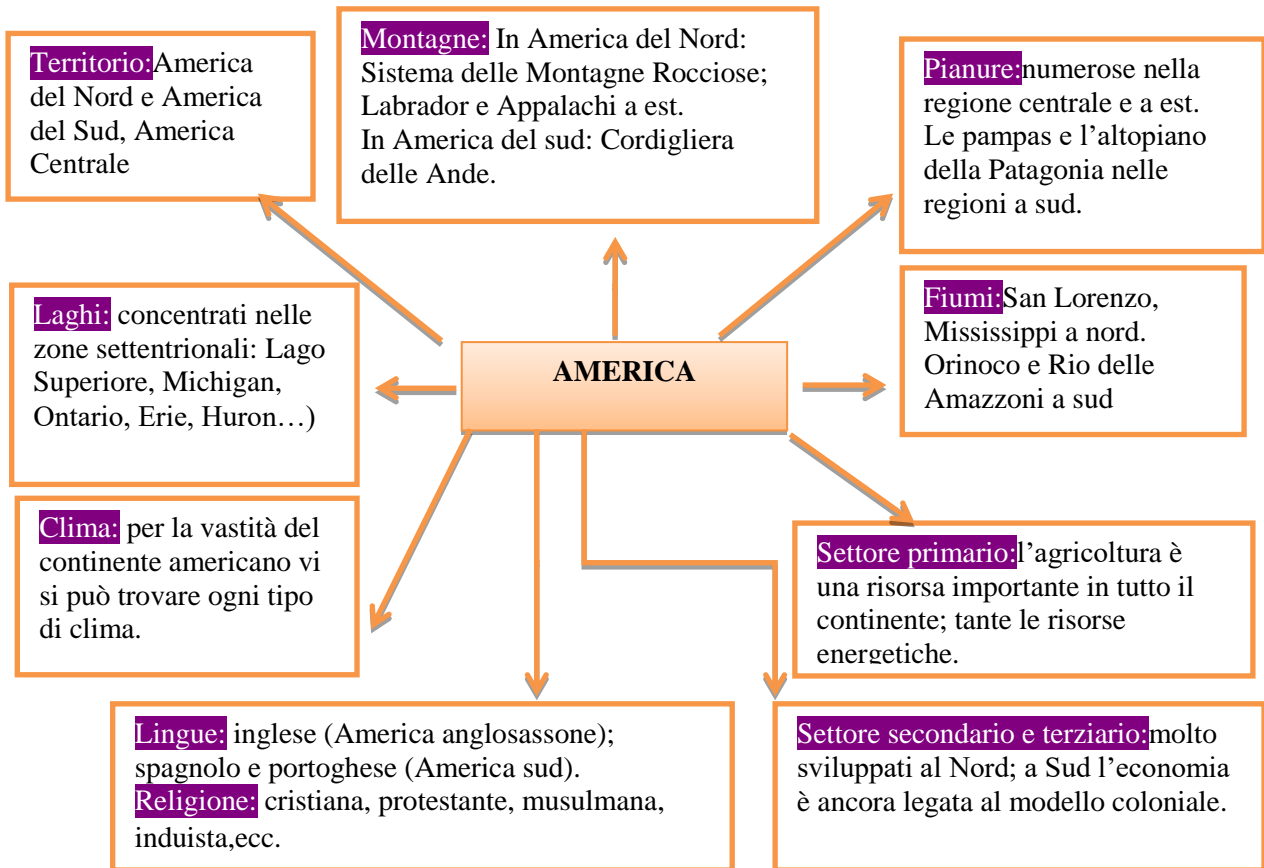 Territorio:America
del Nord e America
del Sud, America
Centrale
Montagne: In America del Nord:
Sistema delle Montagne Rocciose;
Labrador e Appalachi a est.
In America del sud: Cordigliera
delle Ande.
Pianure:numerose nella
regione centrale e a est.
Le pampas e l’altopiano
della Patagonia nelle
regioni a sud.
Laghi: concentrati nelle
zone settentrionali: Lago
Superiore, Michigan,
Ontario, Erie, Huron…)
AMERICA
Fiumi:San Lorenzo,
Mississippi a nord.
Orinoco e Rio delle
Amazzoni a sud
Clima: per la vastità del
continente americano vi
si può trovare ogni tipo
di clima.
Settore primario:l’agricoltura è
una risorsa importante in tutto il
continente; tante le risorse
energetiche.
Lingue: inglese (America anglosassone);
spagnolo e portoghese (America sud).
Religione: cristiana, protestante, musulmana,
induista,ecc.
Settore secondario e terziario:molto
sviluppati al Nord; a Sud l’economia
è ancora legata al modello coloniale.